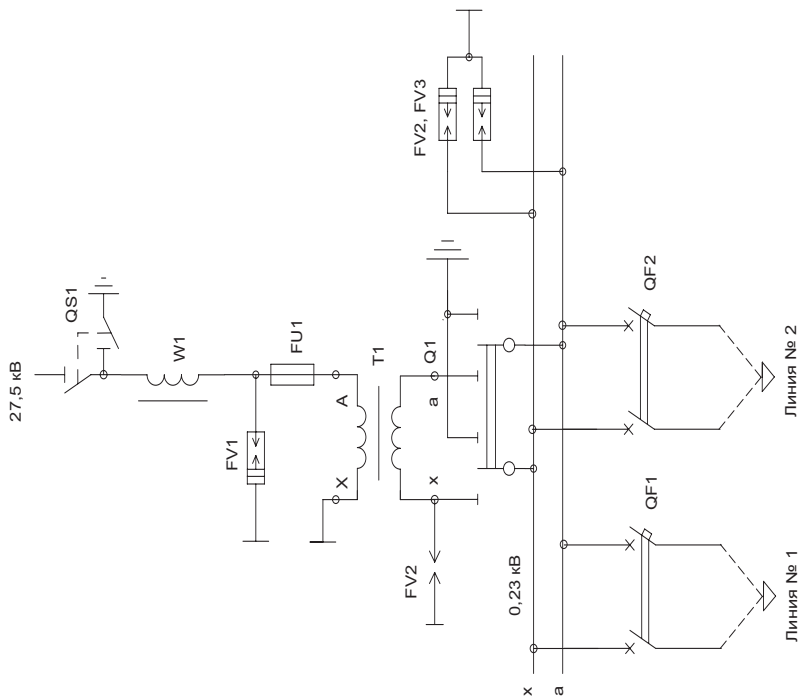 27,5 кВ
QS1
W1
FV1
FU1
X
A
T1
x
a
Q1
FV2
FV2, FV3
0,23 кВ
x
a
QF1
QF2
Линия № 1
Линия № 2